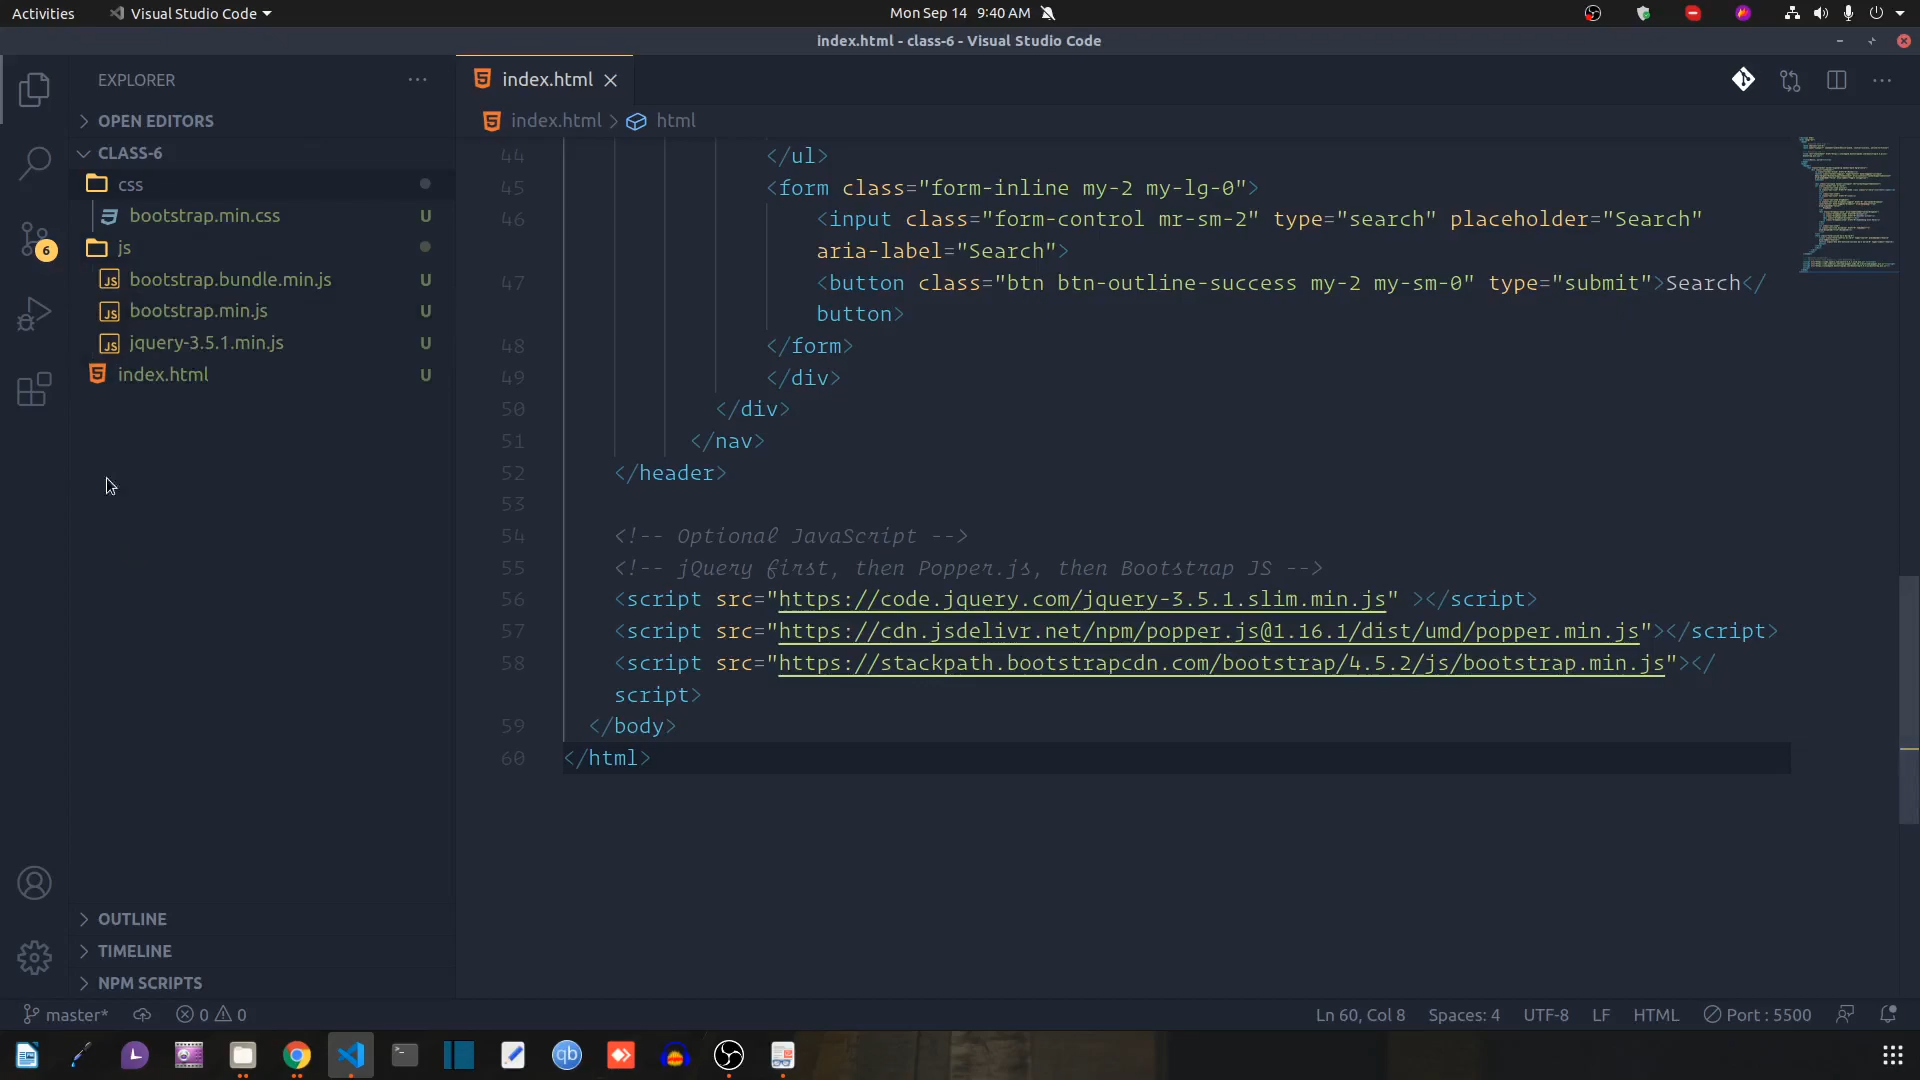 Activities
Visual Studio Code
Mon Sep 14 9:40 AM
index.html - class-6 - Visual Studio Code
EXPLORER
index.html
OPEN EDITORS
index.html > html
CLASS-6
css
bootstrap.min.css U
js
bootstrap.bundle.min.js U
bootstrap.min.js U
jquery-3.5.1.min.js U
index.html U
6
44 </ul>
45 <form class="form-inline my-2 my-lg-0">
46 <input class="form-control mr-sm-2" type="search" placeholder="Search"
aria-label="Search">
47 <button class="btn btn-outline-success my-2 my-sm-0" type="submit">Search</
button>
48 </form>
49 </div>
50 </div>
51 </nav>
52 </header>
53
54 <!-- Optional JavaScript -->
55 <!-- jQuery first, then Popper.js, then Bootstrap JS -->
56 <script src="https://code.jquery.com/jquery-3.5.1.slim.min.js" ></script>
57 <script src="https://cdn.jsdelivr.net/npm/popper.js@1.16.1/dist/umd/popper.min.js"></script>
58 <script src="https://stackpath.bootstrapcdn.com/bootstrap/4.5.2/js/bootstrap.min.js"></
script>
59 </body>
60 </html>
OUTLINE
TIMELINE
NPM SCRIPTS
master* 0 0 Ln 60, Col 8 Spaces: 4 UTF-8 LF HTML Port : 5500
qb